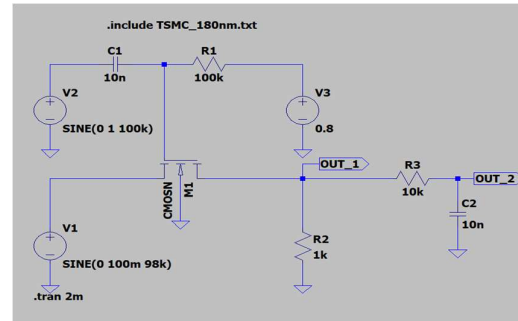 .include TSMC_180nm.txt
C1
10n
R1
100k
V2
SINE(0 1 100k)
V3
0.8
CMOSN
M1
OUT_1
R3
10k
OUT_2
C2
10n
V1
SINE(0 100m 98k)
R2
1k
.tran 2m